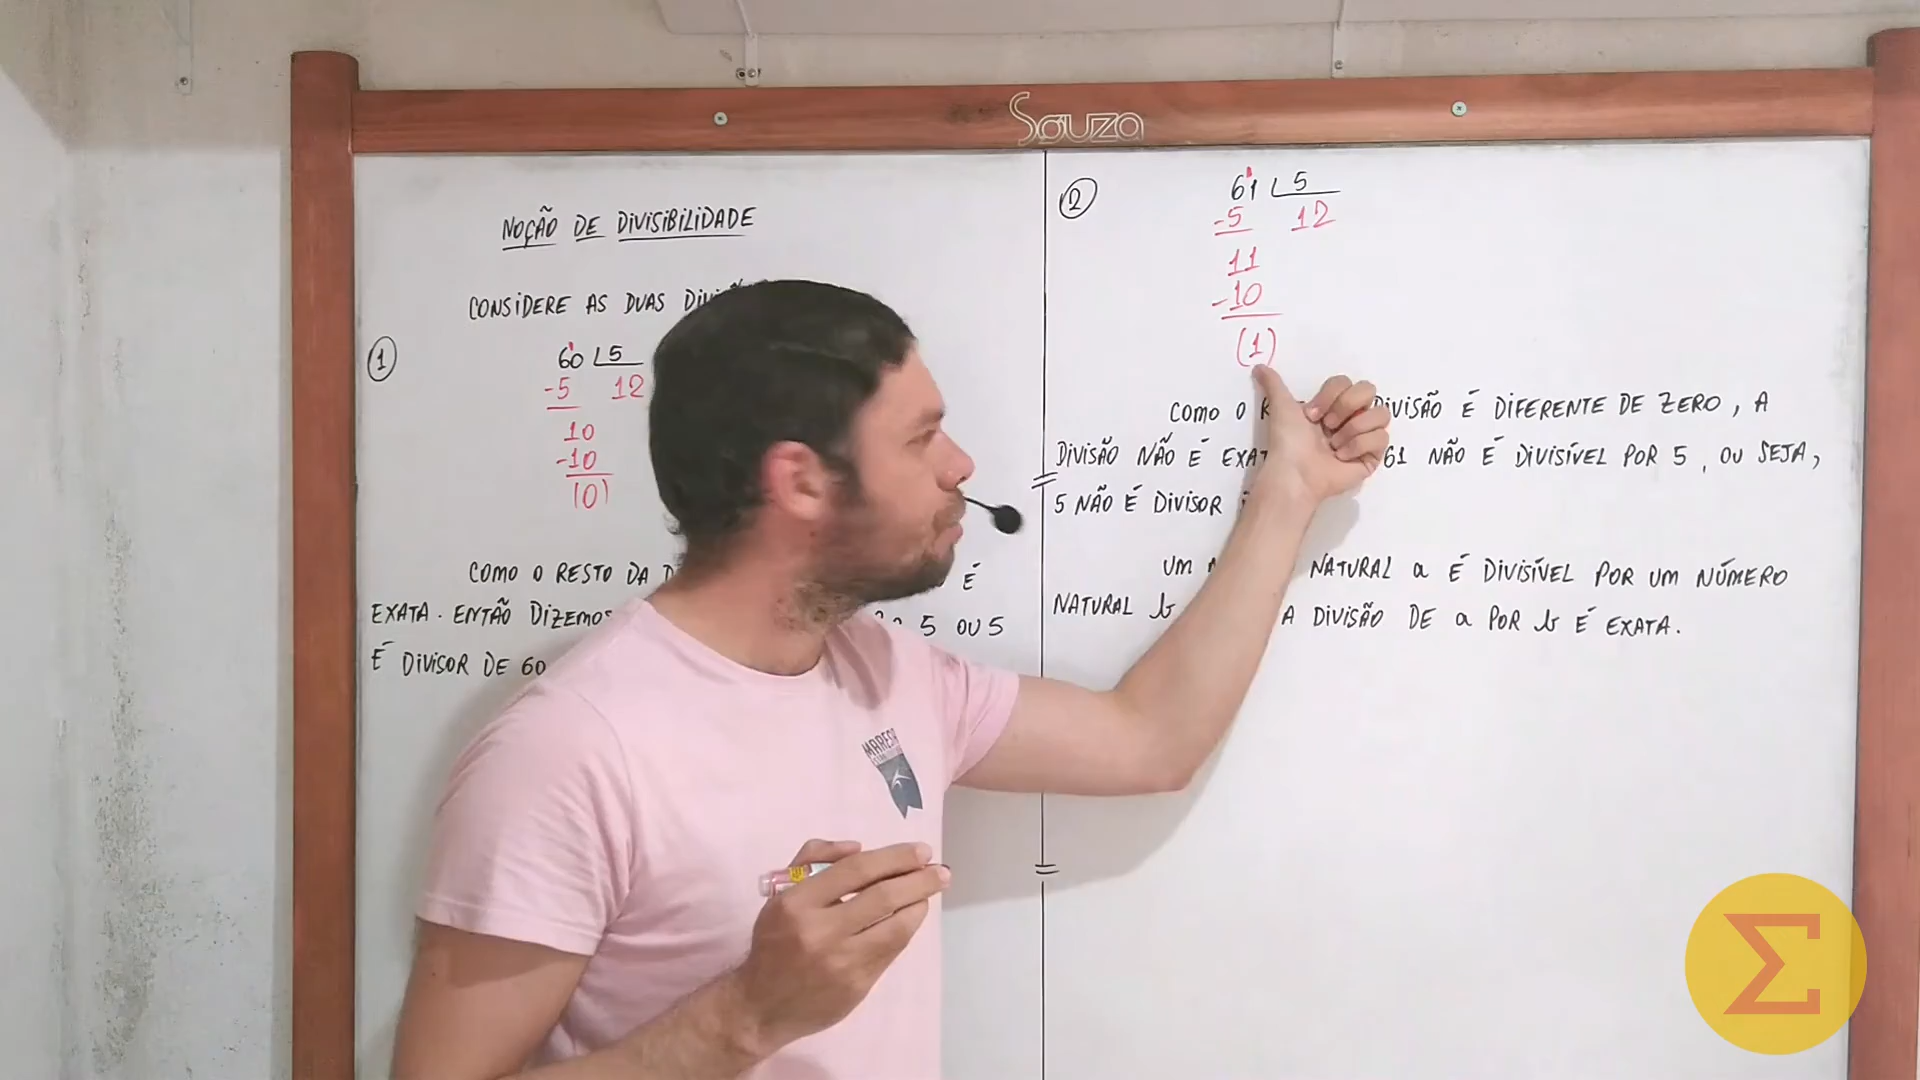 Souza
NOÇÃO DE DIVISIBILIDADE
CONSIDERE AS DUAS
1
60 5
-5 12
10
-10
(0)
COMO O RESTO DA É
EXATA. ENTÃO DIZEMOS 5 OU 5
É DIVISOR DE 60
2
61 5
-5 12
11
-10
(1)
COMO O DIVISÃO É DIFERENTE DE ZERO, A
DIVISÃO NÃO É 61 NÃO É DIVISÍVEL POR 5, OU SEJA,
5 NÃO É DIVISOR
UM NATURAL a É DIVISÍVEL POR UM NÚMERO
NATURAL b A DIVISÃO DE a POR b É EXATA.
Σ